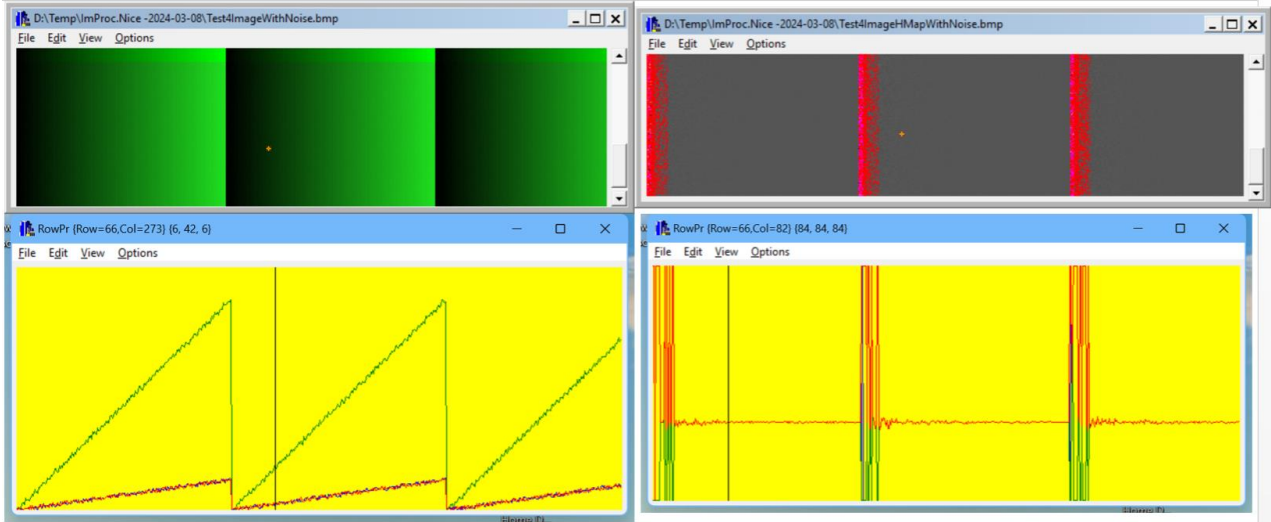 D:\Temp\ImProc.Nice -2024-03-08\Test4ImageWithNoise.bmp
File Edit View Options
D:\Temp\ImProc.Nice -2024-03-08\Test4ImageHMapWithNoise.bmp
File Edit View Options
RowPr {Row=66,Col=273} {6, 42, 6}
File Edit View Options
RowPr {Row=66,Col=82} {84, 84, 84}
File Edit View Options